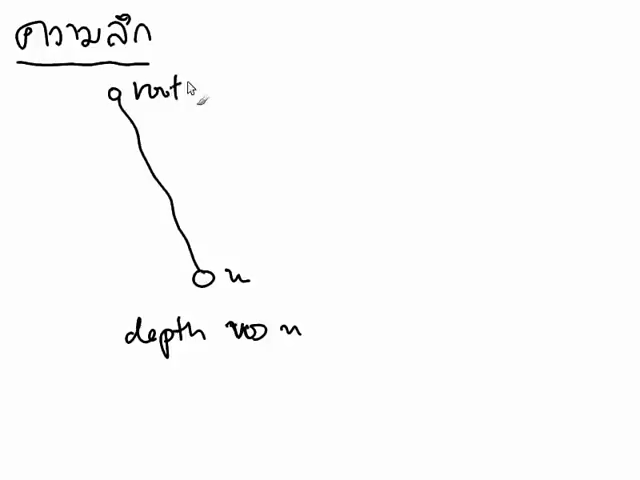 ความลึก
root
n
depth ของ n